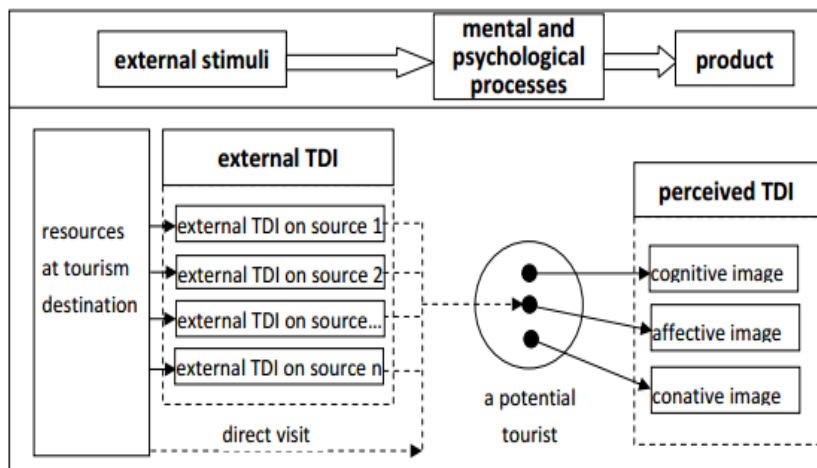 external stimuli
mental and
psychological
processes
product
external TDI
perceived TDI
resources
at tourism
destination
external TDI on source 1
external TDI on source 2
external TDI on source...
external TDI on source n
direct visit
a potential
tourist
cognitive image
affective image
conative image